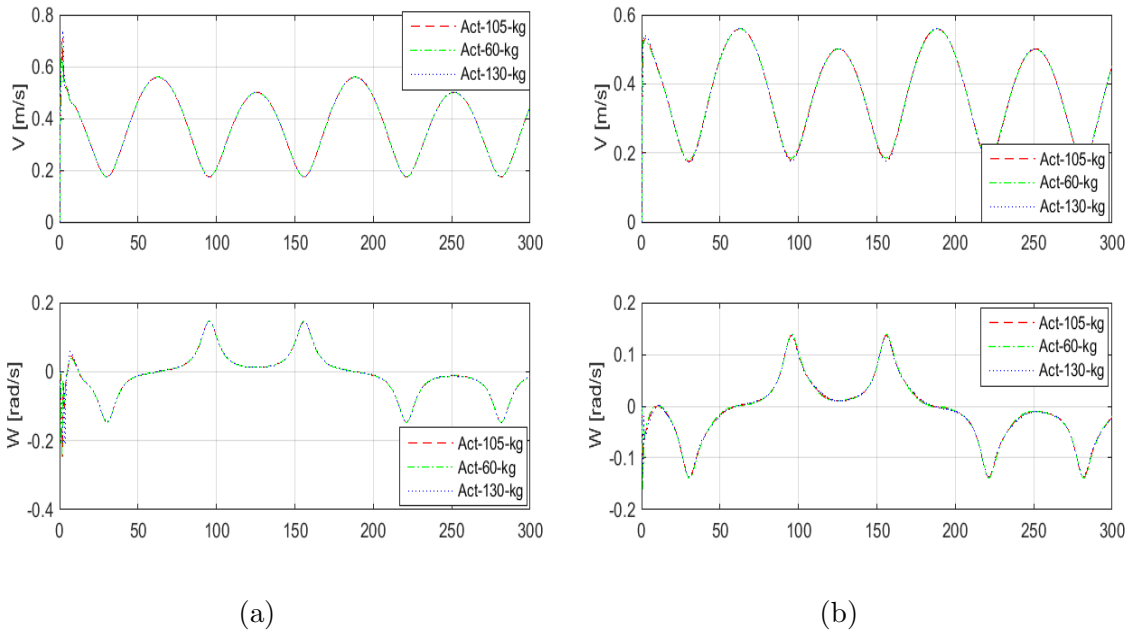 0.8
0.6
0.4
0.2
0
V [m/s]
Act-105-kg
Act-60-kg
Act-130-kg
0 50 100 150 200 250 300
0.6
0.4
0.2
0
V [m/s]
Act-105-kg
Act-60-kg
Act-130-kg
0 50 100 150 200 250 300
0.2
0
-0.2
-0.4
W [rad/s]
Act-105-kg
Act-60-kg
Act-130-kg
0 50 100 150 200 250 300
0.2
0.1
0
-0.1
-0.2
W [rad/s]
Act-105-kg
Act-60-kg
Act-130-kg
0 50 100 150 200 250 300
(a)
(b)